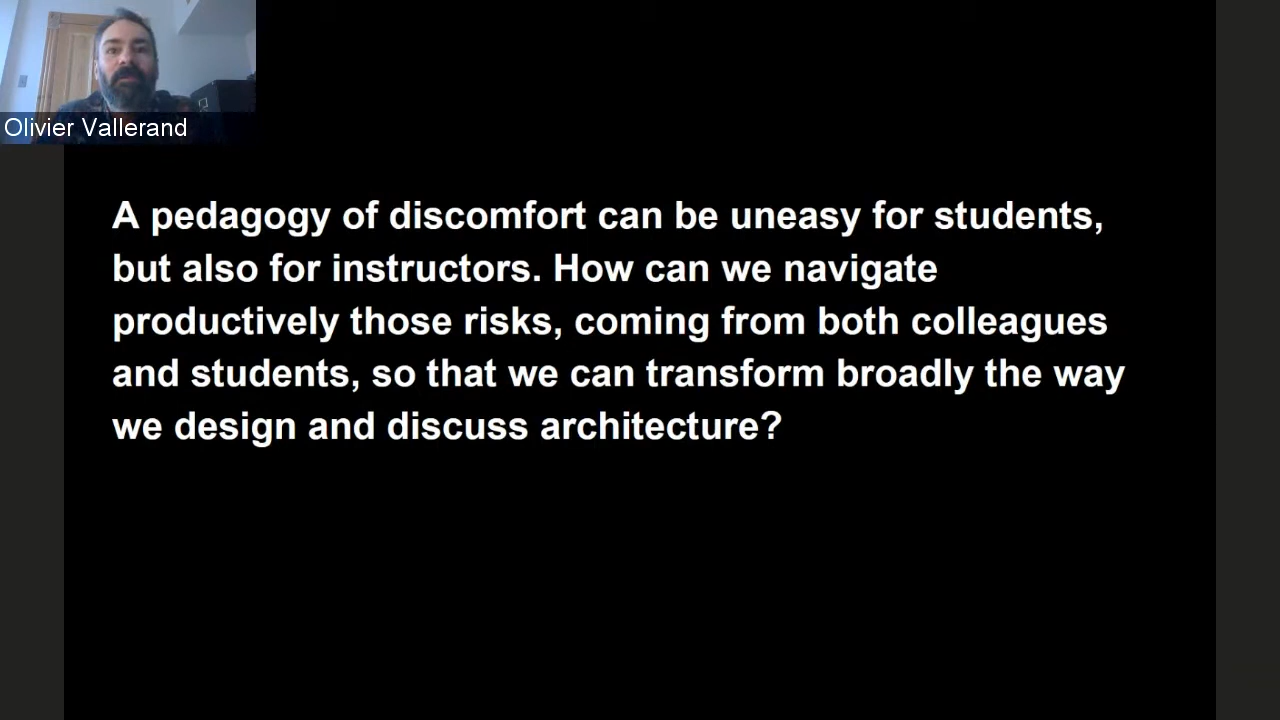 Olivier Vallerand
A pedagogy of discomfort can be uneasy for students,
but also for instructors. How can we navigate
productively those risks, coming from both colleagues
and students, so that we can transform broadly the way
we design and discuss architecture?